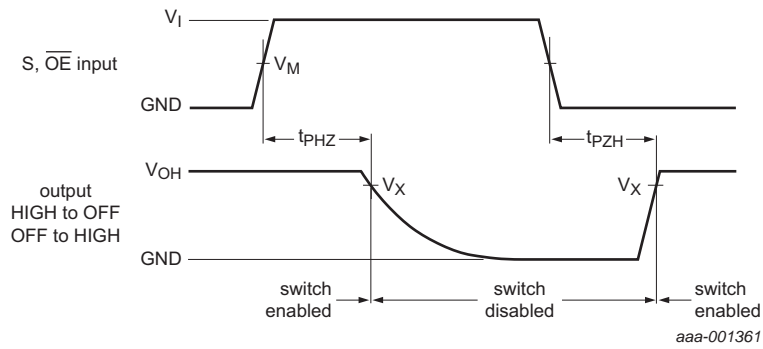 V_I
S, O̅E̅ input
V_M
GND
t_PHZ
t_PZH
V_OH
output
HIGH to OFF
OFF to HIGH
V_X
V_X
GND
switch
enabled
switch
disabled
switch
enabled
aaa-001361